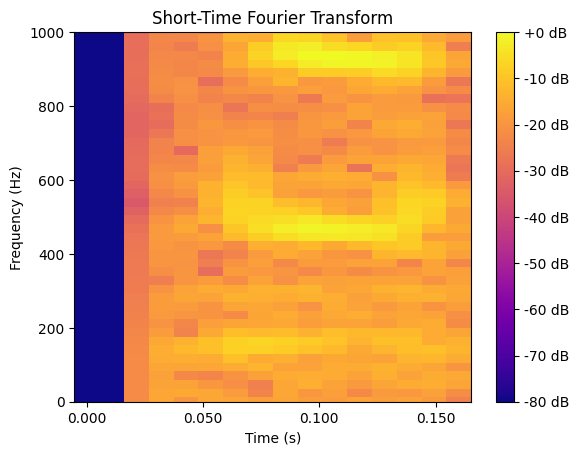 Short-Time Fourier Transform
1000
800
600
400
200
0
Frequency (Hz)
0.000
0.050
0.100
0.150
Time (s)
+0 dB
-10 dB
-20 dB
-30 dB
-40 dB
-50 dB
-60 dB
-70 dB
-80 dB